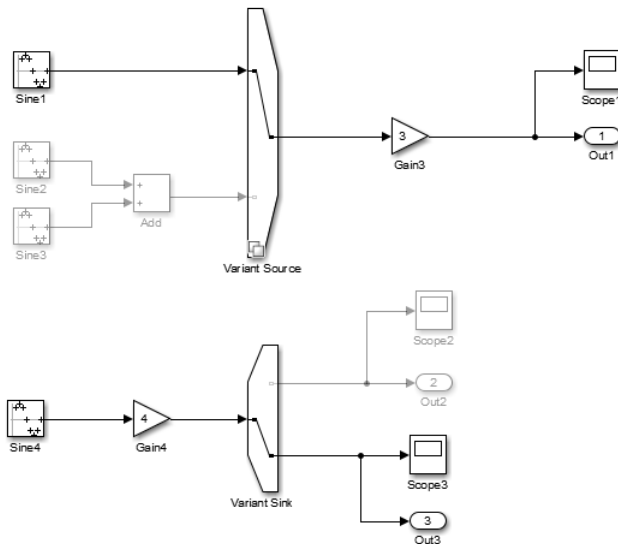 Sine1
Scope1
3
1
Gain3
Out1
Sine2
+
+
Add
Sine3
Variant Source
Scope2
2
Out2
4
Sine4
Gain4
Scope3
Variant Sink
3
Out3